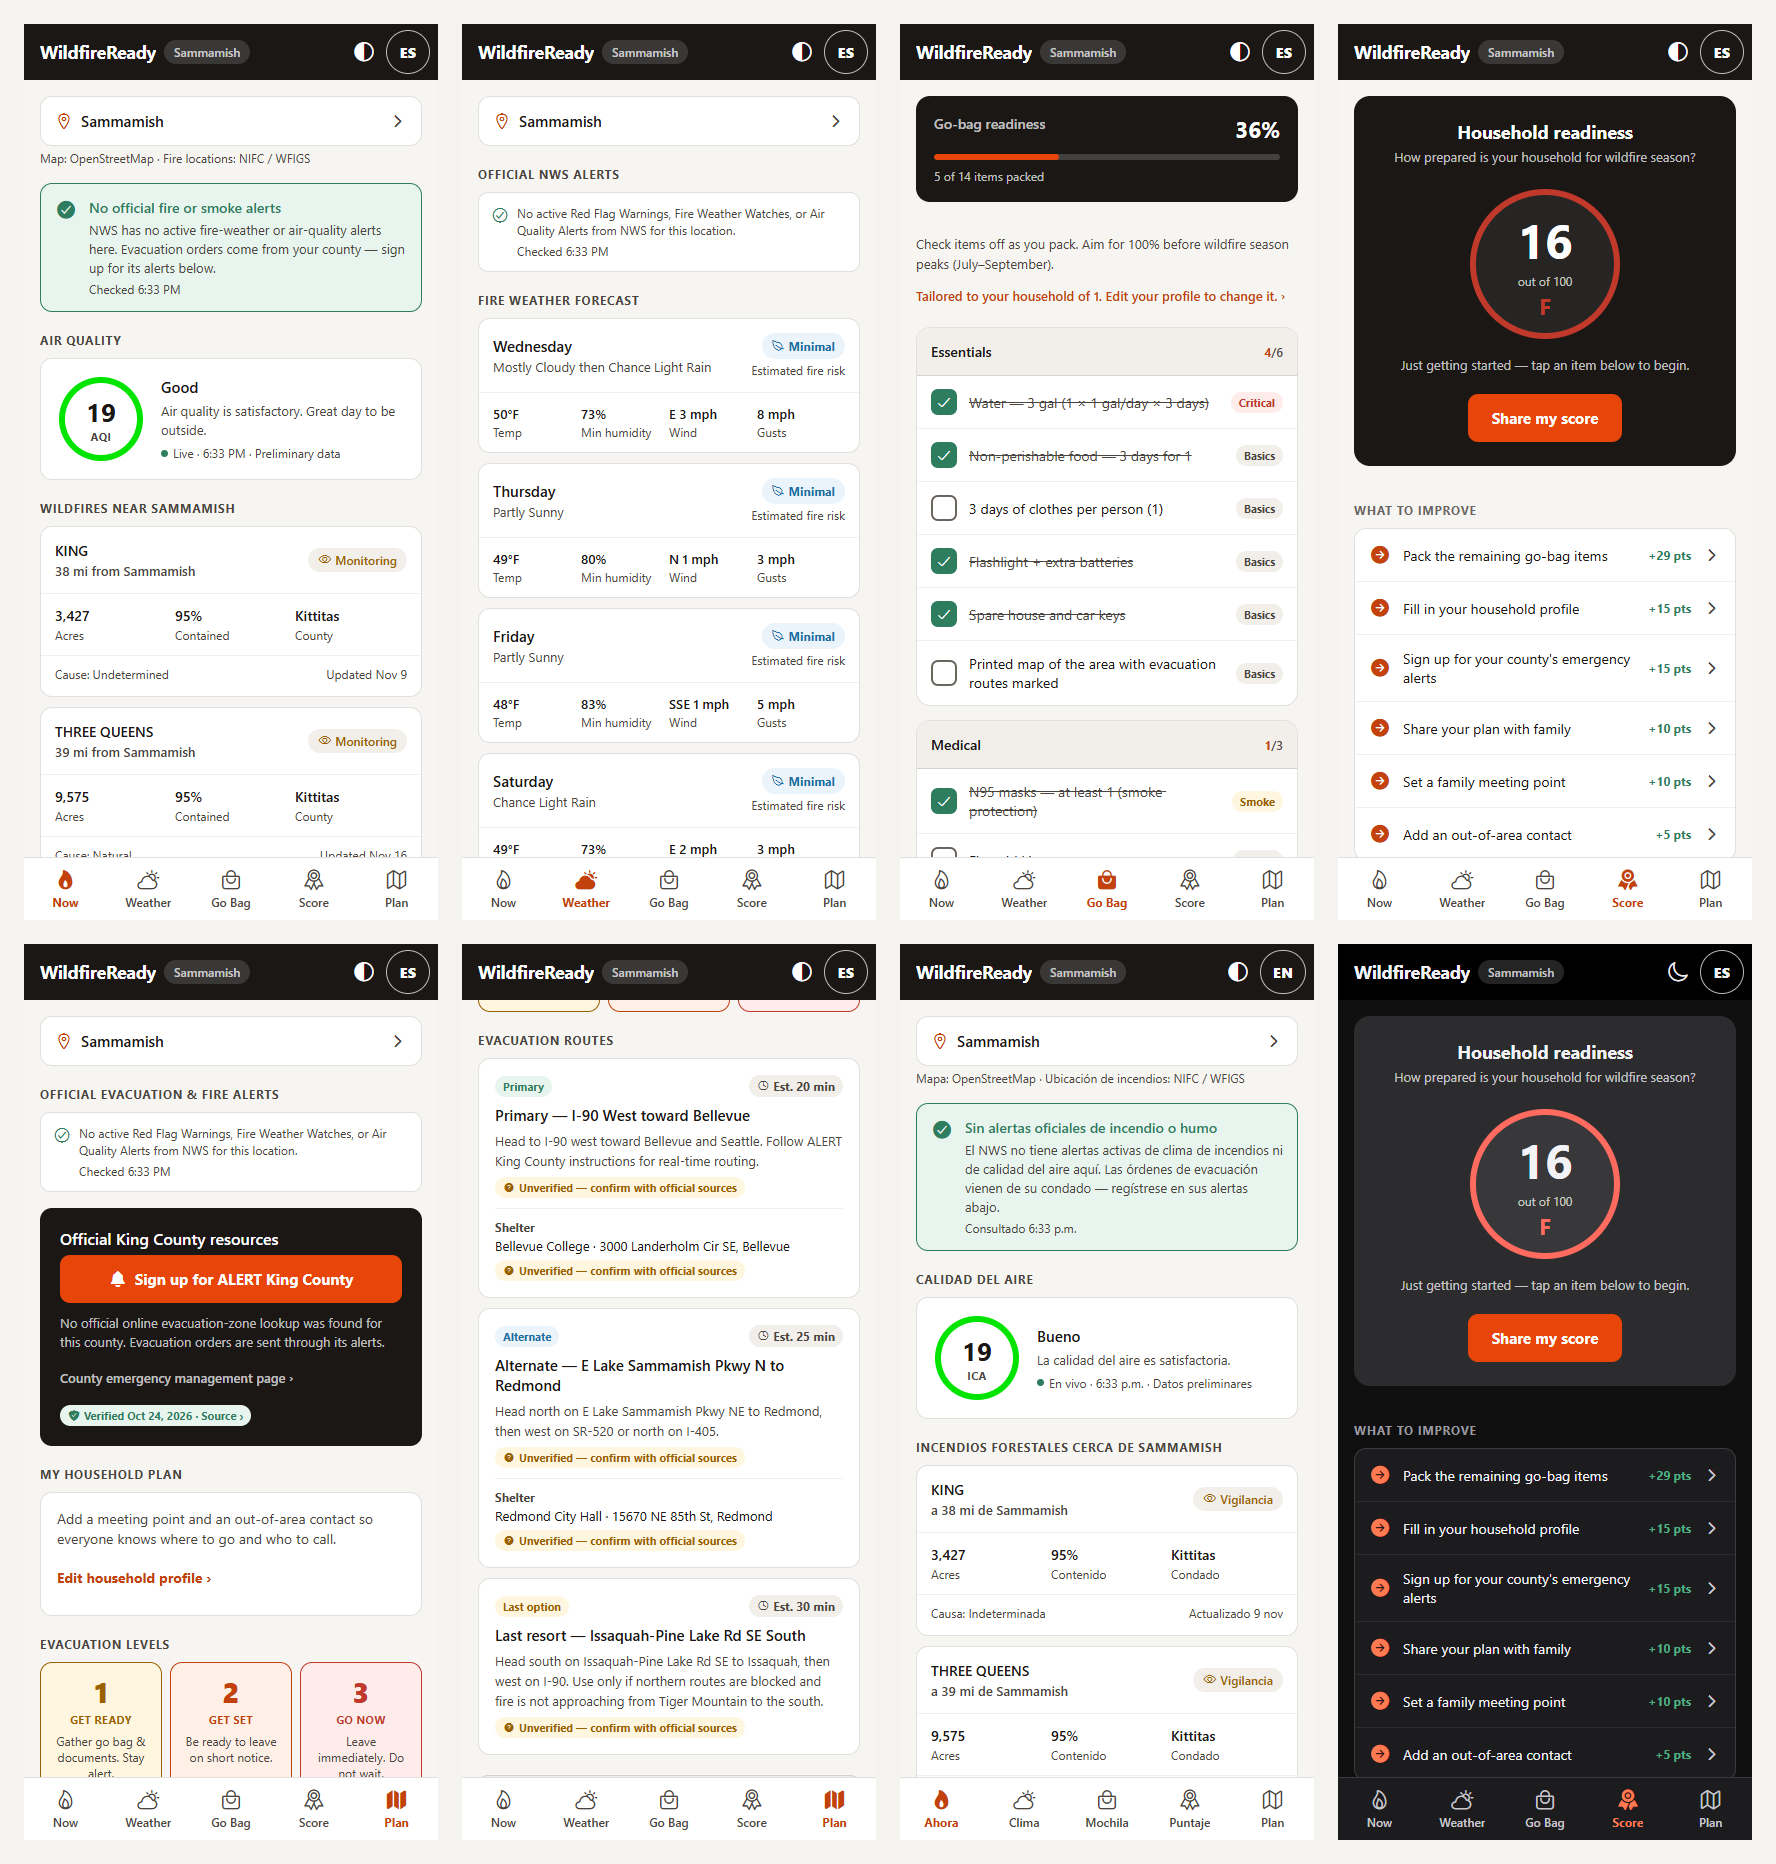 WildfireReady Sammamish ES
Sammamish
Map: OpenStreetMap · Fire locations: NIFC / WFIGS
No official fire or smoke alerts
NWS has no active fire-weather or air-quality alerts
here. Evacuation orders come from your county — sign
up for its alerts below.
Checked 6:33 PM
AIR QUALITY
19
AQI
Good
Air quality is satisfactory. Great day to be
outside.
Live · 6:33 PM · Preliminary data
WILDFIRES NEAR SAMMAMISH
KING
38 mi from Sammamish
Monitoring
3,427 95% Kittitas
Acres Contained County
Cause: Undetermined Updated Nov 9
THREE QUEENS
39 mi from Sammamish
Monitoring
9,575 95% Kittitas
Acres Contained County
Cause: Natural Updated Nov 16
Now Weather Go Bag Score Plan
WildfireReady Sammamish ES
Sammamish
OFFICIAL NWS ALERTS
No active Red Flag Warnings, Fire Weather Watches, or Air
Quality Alerts from NWS for this location.
Checked 6:33 PM
FIRE WEATHER FORECAST
Wednesday Minimal
Mostly Cloudy then Chance Light Rain Estimated fire risk
50°F 73% E 3 mph 8 mph
Temp Min humidity Wind Gusts
Thursday Minimal
Partly Sunny Estimated fire risk
49°F 80% N 1 mph 3 mph
Temp Min humidity Wind Gusts
Friday Minimal
Partly Sunny Estimated fire risk
48°F 83% SSE 1 mph 5 mph
Temp Min humidity Wind Gusts
Saturday Minimal
Chance Light Rain Estimated fire risk
49°F 73% E 2 mph 3 mph
Now Weather Go Bag Score Plan
WildfireReady Sammamish ES
Go-bag readiness 36%
5 of 14 items packed
Check items off as you pack. Aim for 100% before wildfire season
peaks (July–September).
Tailored to your household of 1. Edit your profile to change it. ›
Essentials 4/6
Water — 3 gal (1 × 1 gal/day × 3 days) Critical
Non-perishable food — 3 days for 1 Basics
3 days of clothes per person (1) Basics
Flashlight + extra batteries Basics
Spare house and car keys Basics
Printed map of the area with evacuation
routes marked
Basics
Medical 1/3
N95 masks — at least 1 (smoke
protection)
Smoke
Now Weather Go Bag Score Plan
WildfireReady Sammamish ES
Household readiness
How prepared is your household for wildfire season?
16
out of 100
F
Just getting started — tap an item below to begin.
Share my score
WHAT TO IMPROVE
Pack the remaining go-bag items +29 pts
Fill in your household profile +15 pts
Sign up for your county's emergency
alerts
+15 pts
Share your plan with family +10 pts
Set a family meeting point +10 pts
Add an out-of-area contact +5 pts
Now Weather Go Bag Score Plan
WildfireReady Sammamish ES
Sammamish
OFFICIAL EVACUATION & FIRE ALERTS
No active Red Flag Warnings, Fire Weather Watches, or Air
Quality Alerts from NWS for this location.
Checked 6:33 PM
Official King County resources
Sign up for ALERT King County
No official online evacuation-zone lookup was found for
this county. Evacuation orders are sent through its alerts.
County emergency management page ›
Verified Oct 24, 2026 · Source ›
MY HOUSEHOLD PLAN
Add a meeting point and an out-of-area contact so
everyone knows where to go and who to call.
Edit household profile ›
EVACUATION LEVELS
1
GET READY
Gather go bag &
documents. Stay
alert.
2
GET SET
Be ready to leave
on short notice.
3
GO NOW
Leave
immediately. Do
not wait.
Now Weather Go Bag Score Plan
WildfireReady Sammamish ES
EVACUATION ROUTES
Primary Est. 20 min
Primary — I-90 West toward Bellevue
Head to I-90 west toward Bellevue and Seattle. Follow ALERT
King County instructions for real-time routing.
Unverified — confirm with official sources
Shelter
Bellevue College · 3000 Landerholm Cir SE, Bellevue
Unverified — confirm with official sources
Alternate Est. 25 min
Alternate — E Lake Sammamish Pkwy N to
Redmond
Head north on E Lake Sammamish Pkwy NE to Redmond,
then west on SR-520 or north on I-405.
Unverified — confirm with official sources
Shelter
Redmond City Hall · 15670 NE 85th St, Redmond
Unverified — confirm with official sources
Last option Est. 30 min
Last resort — Issaquah-Pine Lake Rd SE South
Head south on Issaquah-Pine Lake Rd SE to Issaquah, then
west on I-90. Use only if northern routes are blocked and
fire is not approaching from Tiger Mountain to the south.
Unverified — confirm with official sources
Now Weather Go Bag Score Plan
WildfireReady Sammamish EN
Sammamish
Mapa: OpenStreetMap · Ubicación de incendios: NIFC / WFIGS
Sin alertas oficiales de incendio o humo
El NWS no tiene alertas activas de clima de incendios ni
de calidad del aire aquí. Las órdenes de evacuación
vienen de su condado — regístrese en sus alertas
abajo.
Consultado 6:33 p.m.
CALIDAD DEL AIRE
19
ICA
Bueno
La calidad del aire es satisfactoria.
En vivo · 6:33 p.m. · Datos preliminares
INCENDIOS FORESTALES CERCA DE SAMMAMISH
KING
a 38 mi de Sammamish
Vigilancia
3,427 95% Kittitas
Acres Contenido Condado
Causa: Indeterminada Actualizado 9 nov
THREE QUEENS
a 39 mi de Sammamish
Vigilancia
9,575 95% Kittitas
Acres Contenido Condado
Ahora Clima Mochila Puntaje Plan
WildfireReady Sammamish ES
Household readiness
How prepared is your household for wildfire season?
16
out of 100
F
Just getting started — tap an item below to begin.
Share my score
WHAT TO IMPROVE
Pack the remaining go-bag items +29 pts
Fill in your household profile +15 pts
Sign up for your county's emergency
alerts
+15 pts
Share your plan with family +10 pts
Set a family meeting point +10 pts
Add an out-of-area contact +5 pts
Now Weather Go Bag Score Plan